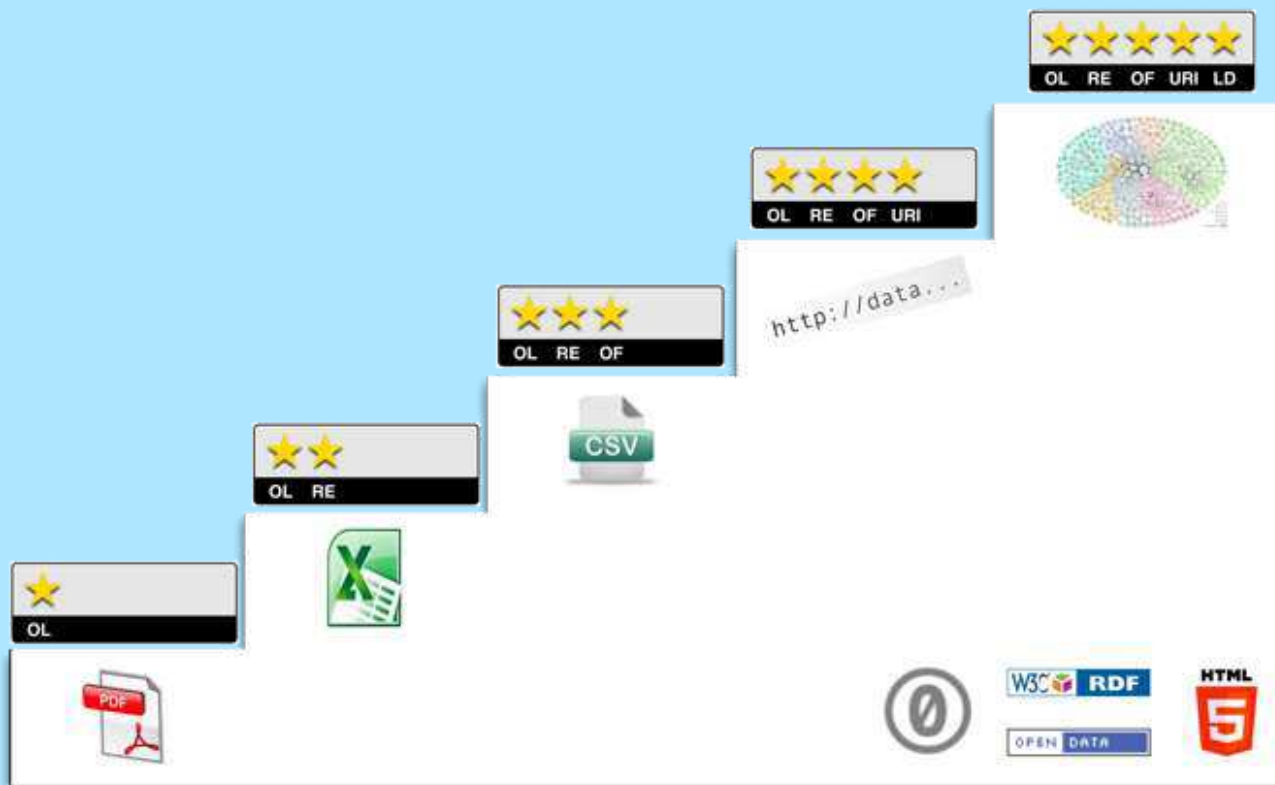 OL RE OF URI LD
OL RE OF URI
http://data...
OL RE OF
CSV
OL RE
X
OL
PDF
0
W3C RDF
HTML
5
OPEN DATA